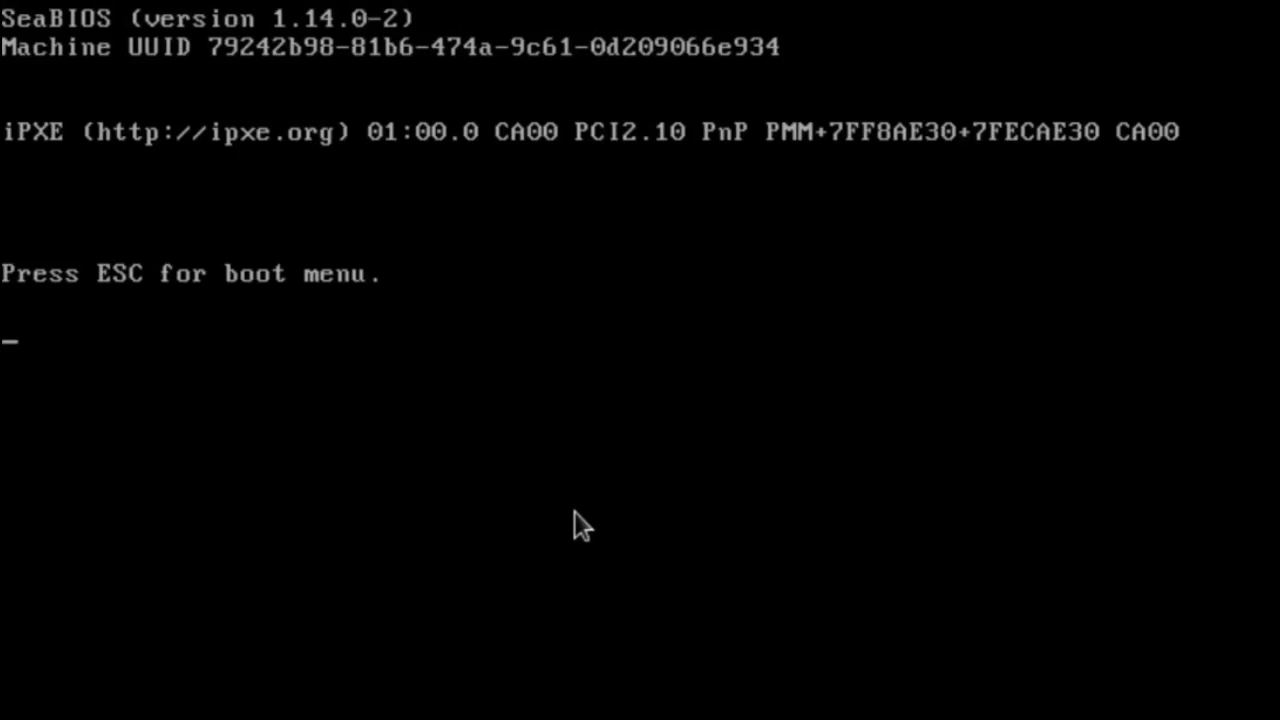 SeaBIOS (version 1.14.0-2)
Machine UUID 79242b98-81b6-474a-9c61-0d209066e934
iPXE (http://ipxe.org) 01:00.0 CA00 PCI2.10 PnP PMM+7FF8AE30+7FECAE30 CA00
Press ESC for boot menu.